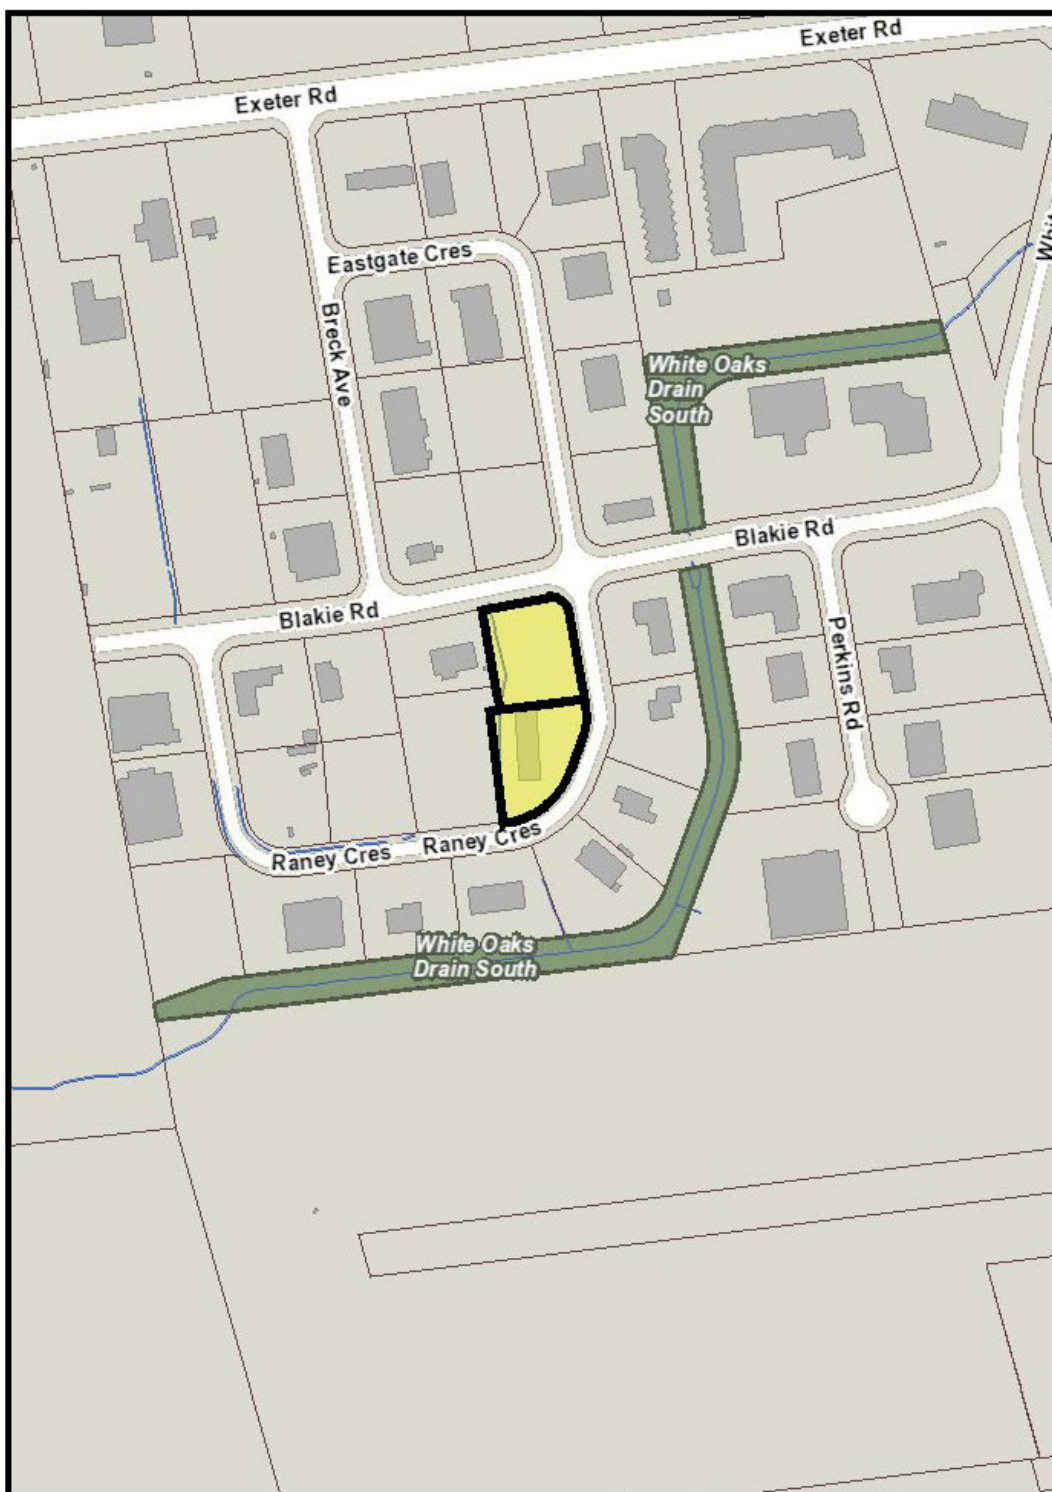 Exeter Rd
Exeter Rd
Eastgate Cres
Breck Ave
White Oaks
Drain
South
Blakie Rd
Blakie Rd
Perkins Rd
Raney Cres
Raney Cres
White Oaks
Drain South